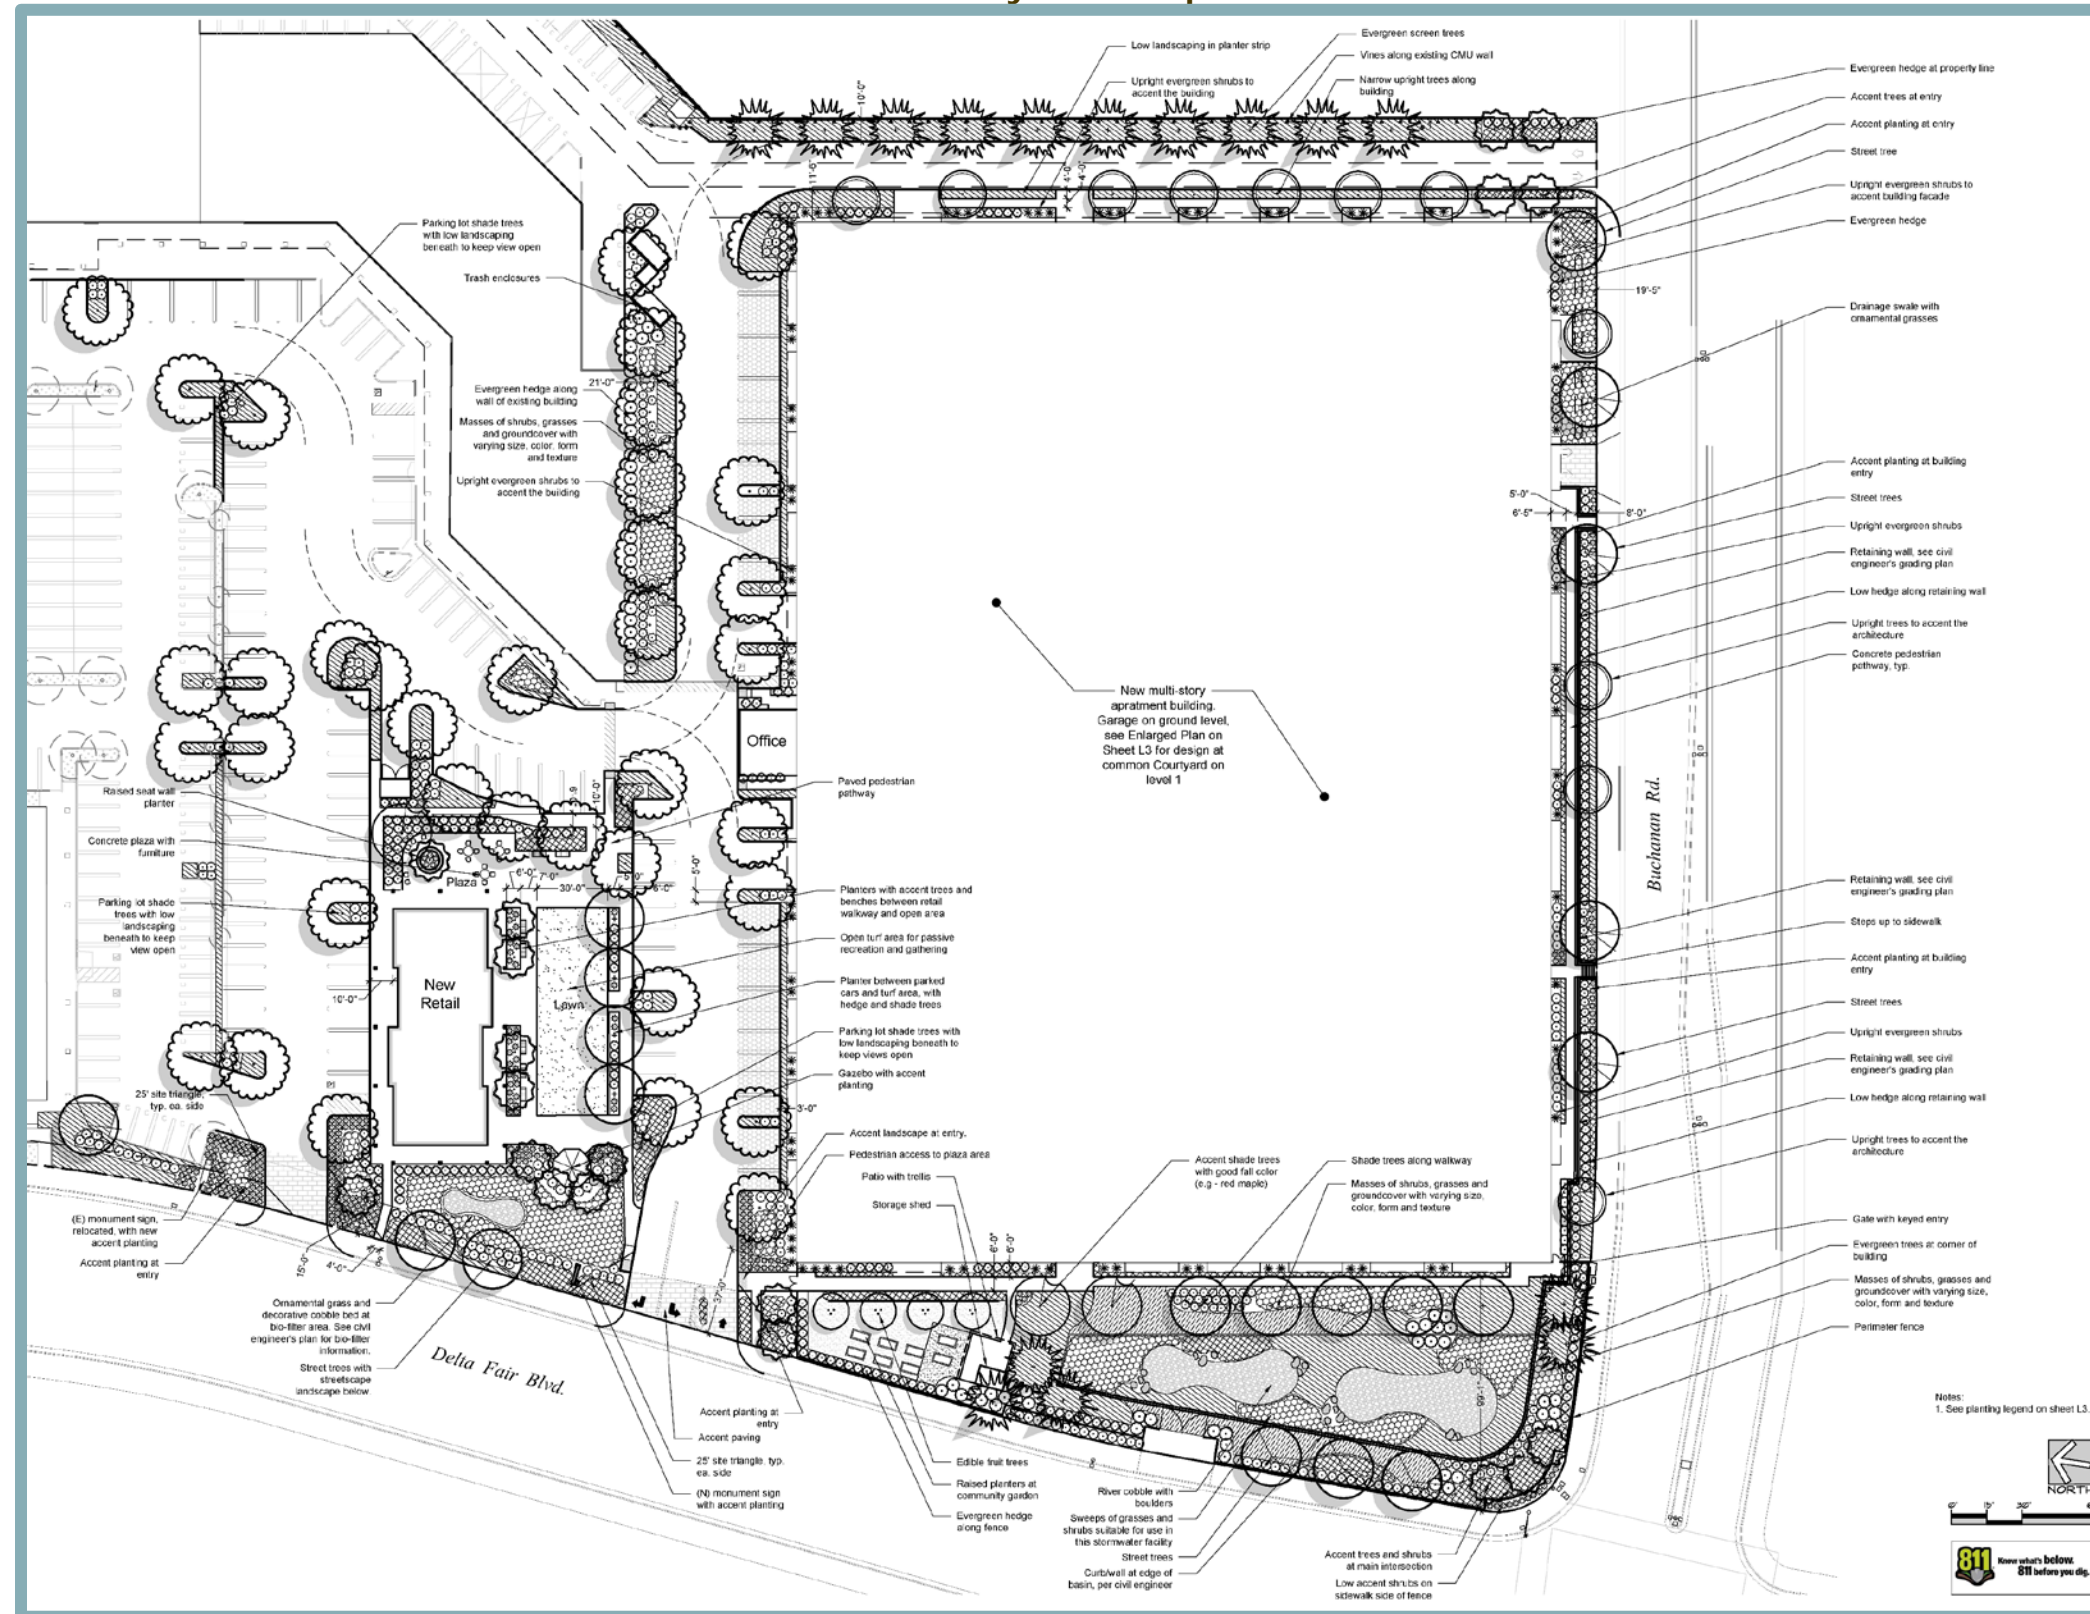 Low landscaping in planter strip
Upright evergreen shrubs to
accent the building
Evergreen screen trees
Vines along existing CMU wall
Narrow upright trees along
building
10'-0"
11'-0"
4'-0"
4'-0"
Evergreen hedge at property line
Accent trees at entry
Accent planting at entry
Street tree
Upright evergreen shrubs to
accent building facade
Evergreen hedge
19'-5"
Drainage swale with
ornamental grasses
Accent planting at building
entry
Street trees
5'-0"
6'-5"
8'-0"
Upright evergreen shrubs
Retaining wall, see civil
engineer's grading plan
Low hedge along retaining wall
Upright trees to accent the
architecture
Concrete pedestrian
pathway, typ.
Buchanan Rd.
Retaining wall, see civil
engineer's grading plan
Steps up to sidewalk
Accent planting at building
entry
Street trees
Upright evergreen shrubs
Retaining wall, see civil
engineer's grading plan
Low hedge along retaining wall
Upright trees to accent the
architecture
Gate with keyed entry
Evergreen trees at corner of
building
Masses of shrubs, grasses and
groundcover with varying size,
color, form and texture
Perimeter fence
Parking lot shade trees
with low landscaping
beneath to keep view open
Trash enclosures
21'-0"
Evergreen hedge along
wall of existing building
Masses of shrubs, grasses
and groundcover with
varying size, color, form
and texture
Upright evergreen shrubs to
accent the building
New multi-story
apratment building.
Garage on ground level,
see Enlarged Plan on
Sheet L3 for design at
common Courtyard on
level 1
Office
Raised seat wall
planter
Concrete plaza with
furniture
Plaza
Parking lot shade
trees with low
landscaping
beneath to keep
view open
10'-0"
6'-0"
7'-0"
30'-0"
5'-0"
6'-0"
5'-0"
10'-0"
New
Retail
Lawn
Paved pedestrian
pathway
Planters with accent trees and
benches between retail
walkway and open area
Open turf area for passive
recreation and gathering
Planter between parked
cars and turf area, with
hedge and shade trees
Parking lot shade trees with
low landscaping beneath to
keep views open
Gazebo with accent
planting
3'-0"
Accent landscape at entry.
Pedestrian access to plaza area
Patio with trellis
Storage shed
6'-0"
6'-0"
Accent shade trees
with good fall color
(e.g - red maple)
Shade trees along walkway
Masses of shrubs, grasses and
groundcover with varying size,
color, form and texture
25' site triangle,
typ. ea. side
(E) monument sign,
relocated, with new
accent planting
Accent planting at
entry
15'-0"
4'-0"
37'-0"
Ornamental grass and
decorative cobble bed at
bio-filter area. See civil
engineer's plan for bio-filter
information.
Street trees with
streetscape
landscape below.
Delta Fair Blvd.
Accent planting at
entry
Accent paving
25' site triangle, typ.
ea. side
(N) monument sign
with accent planting
Edible fruit trees
Raised planters at
community garden
Evergreen hedge
along fence
River cobble with
boulders
Sweeps of grasses and
shrubs suitable for use in
this stormwater facility
Street trees
Curb/wall at edge of
basin, per civil engineer
Accent trees and shrubs
at main intersection
Low accent shrubs on
sidewalk side of fence
Notes:
1. See planting legend on sheet L3.
NORTH
0'
15'
30'
811
Know what's below.
811 before you dig.